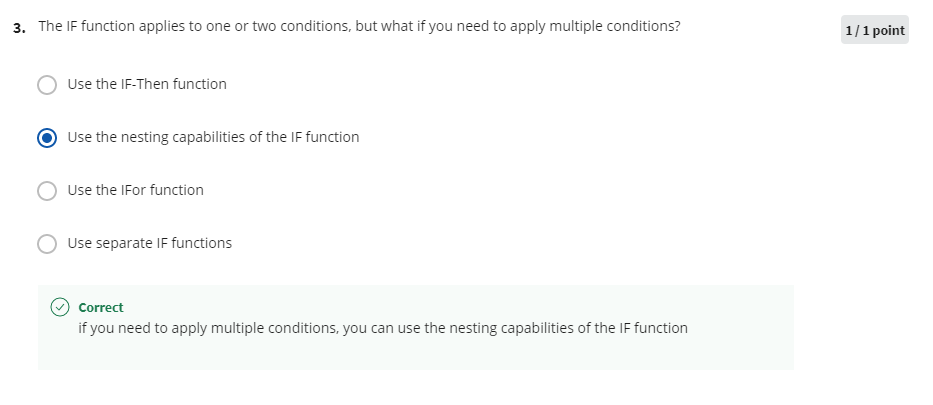 3. The IF function applies to one or two conditions, but what if you need to apply multiple conditions?
1 / 1 point
Use the IF-Then function
Use the nesting capabilities of the IF function
Use the IFor function
Use separate IF functions
Correct
if you need to apply multiple conditions, you can use the nesting capabilities of the IF function